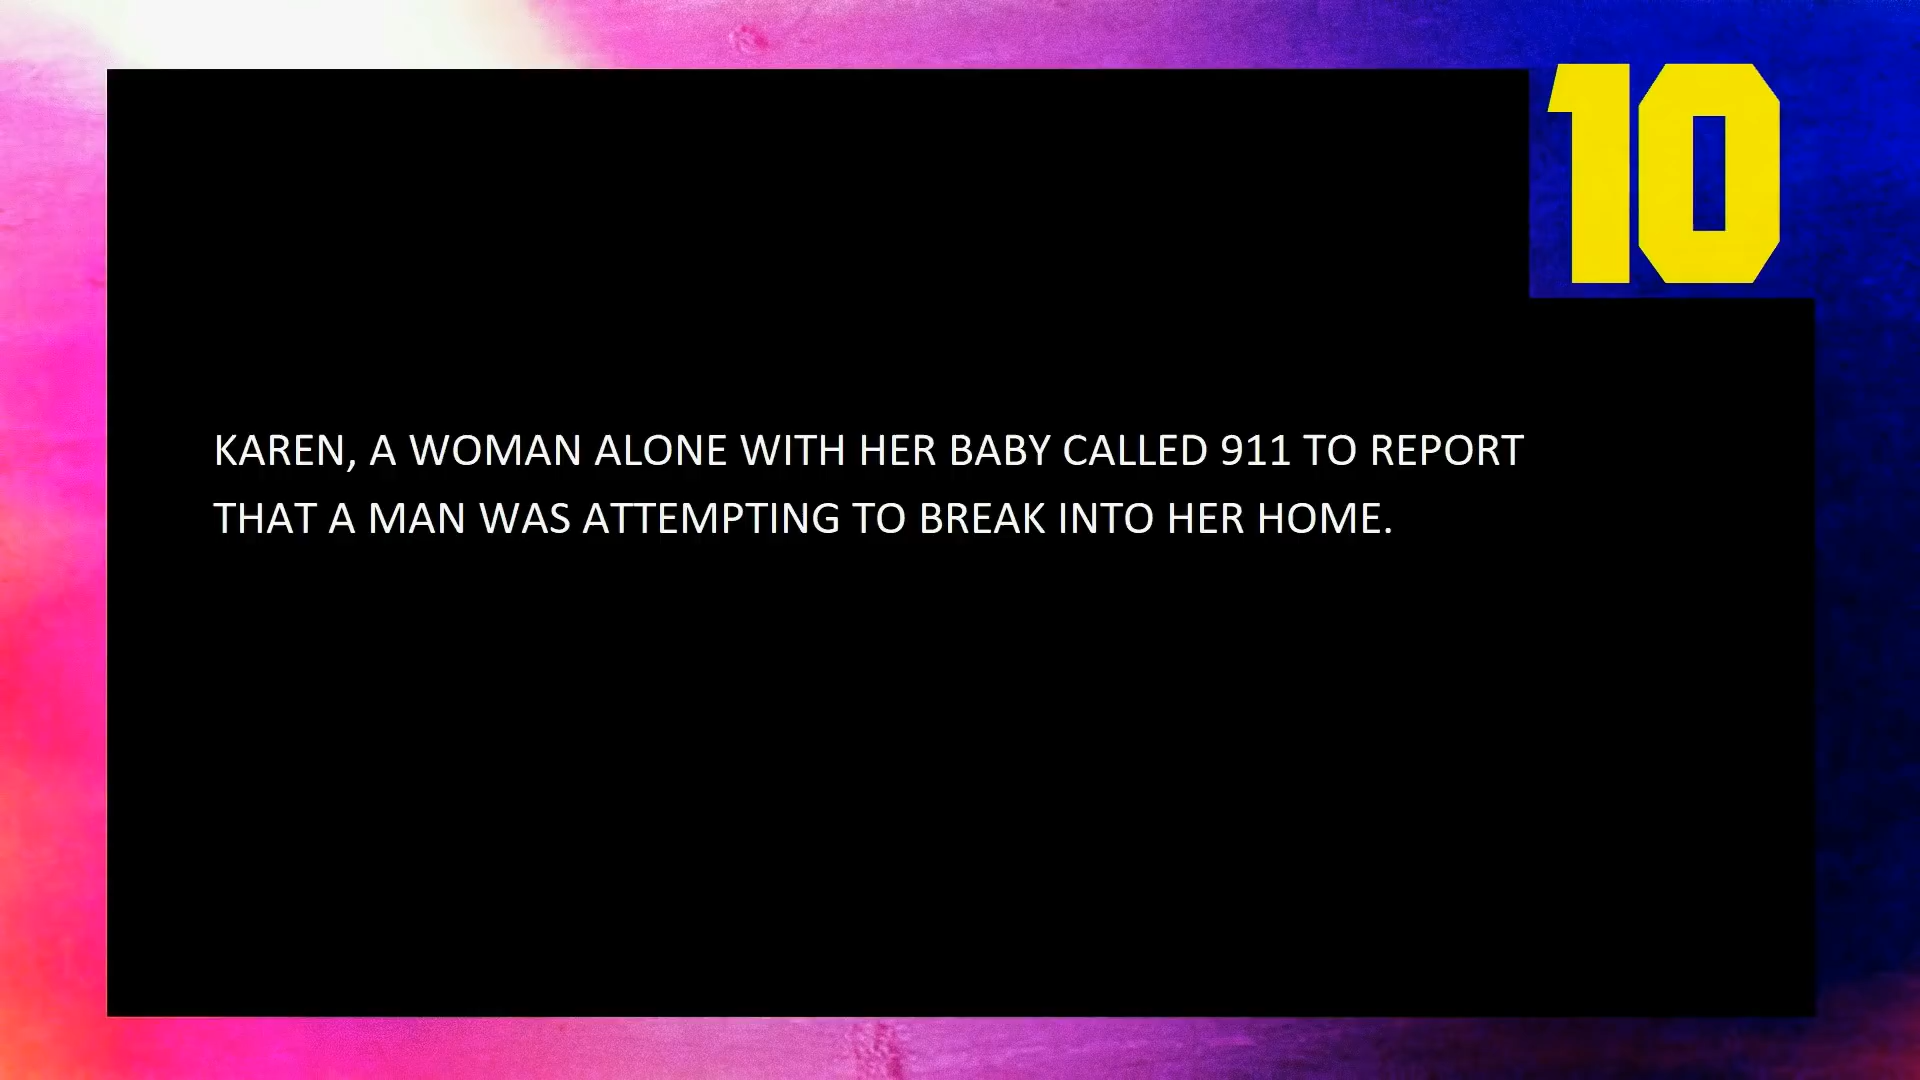 10
KAREN, A WOMAN ALONE WITH HER BABY CALLED 911 TO REPORT
THAT A MAN WAS ATTEMPTING TO BREAK INTO HER HOME.